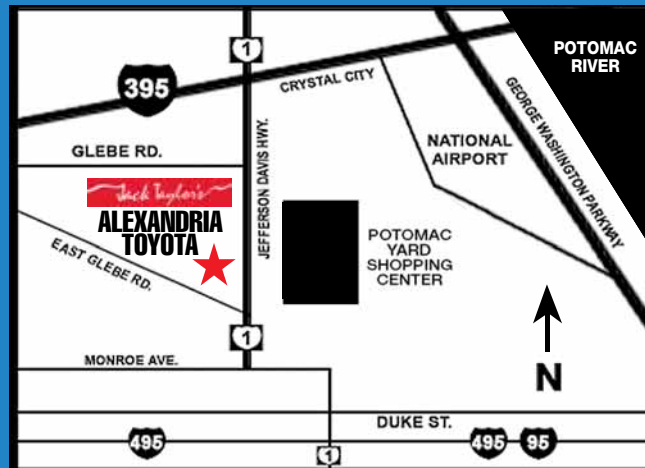 1
POTOMAC
RIVER
395
CRYSTAL CITY
GLEBE RD.
NATIONAL
AIRPORT
GEORGE WASHINGTON PARKWAY
JEFFERSON DAVIS HWY.
Jack Taylor's
ALEXANDRIA
TOYOTA
EAST GLEBE RD.
POTOMAC
YARD
SHOPPING
CENTER
1
MONROE AVE.
N
DUKE ST.
495
1
495
95